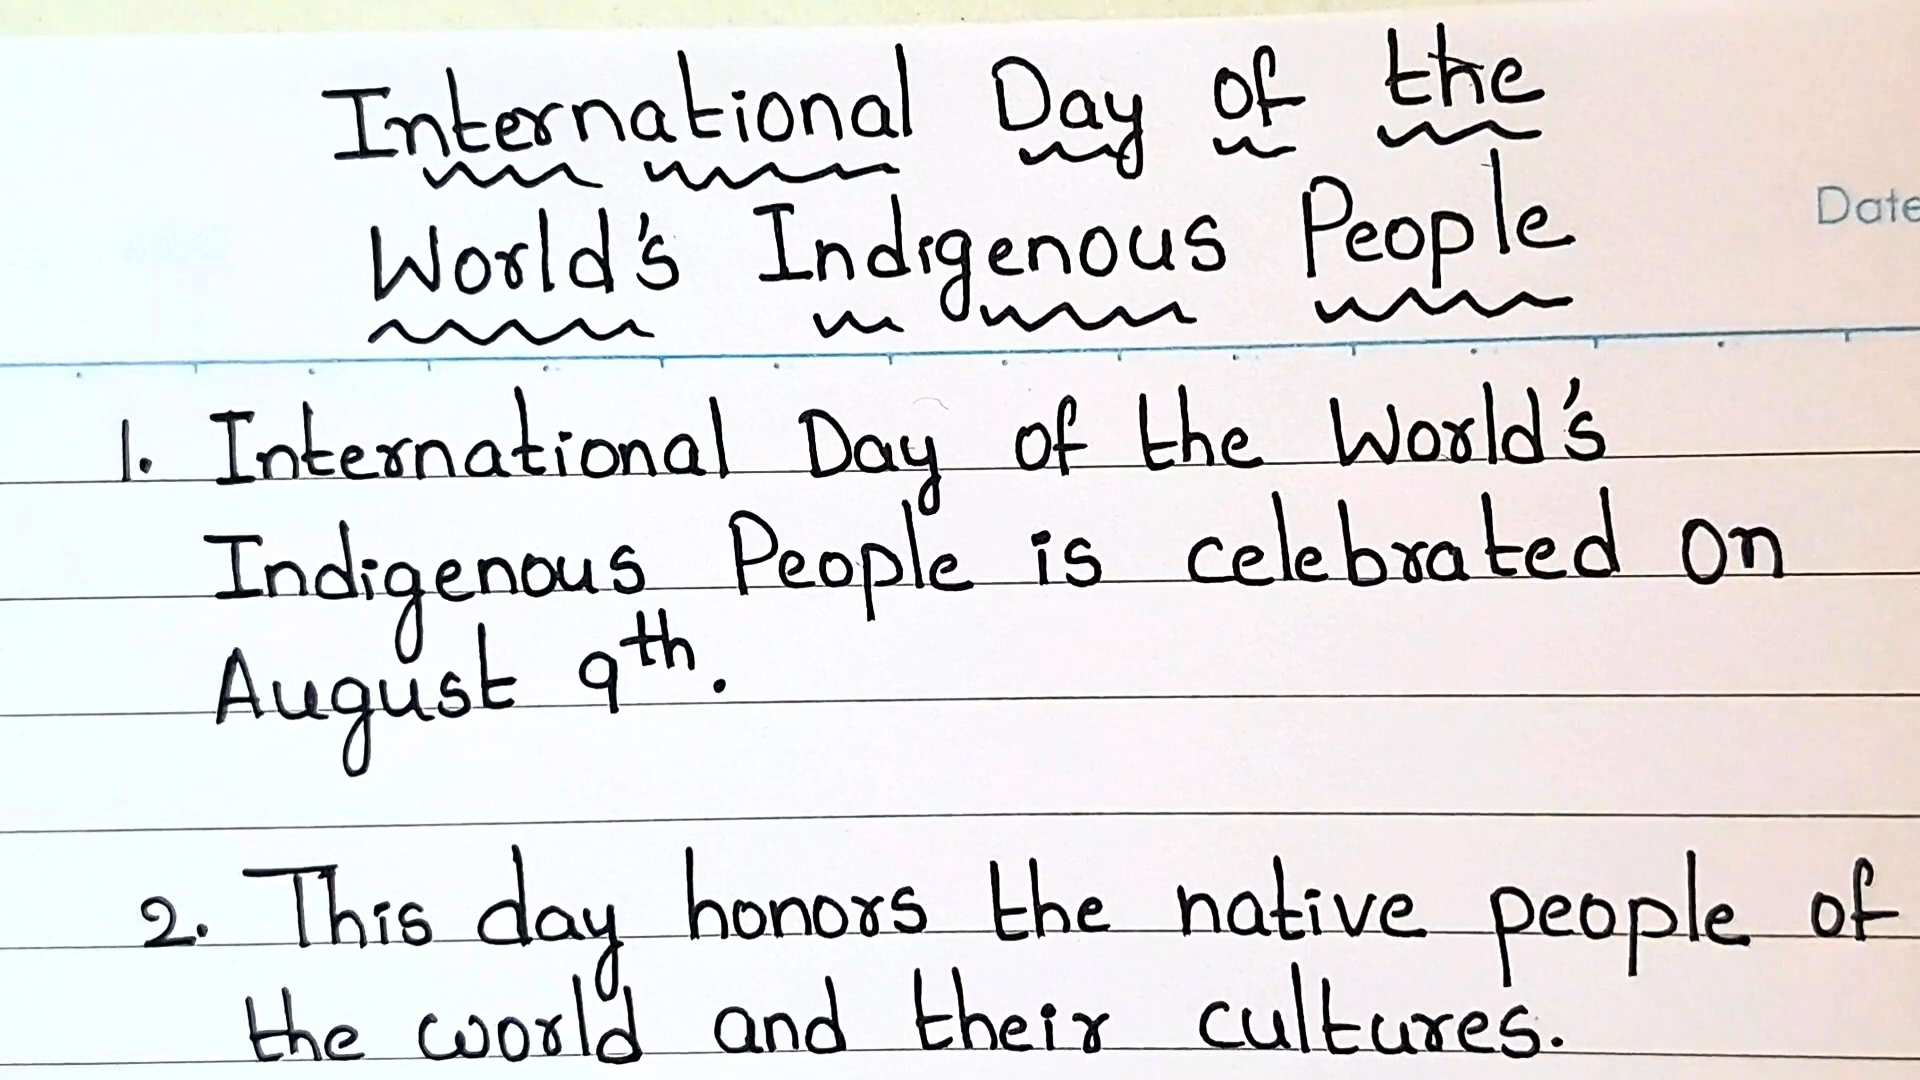 International Day of the
World's Indigenous People
Date
1. International Day of the World's
Indigenous People is celebrated on
August 9th.
2. This day honors the native people of
the world and their cultures.